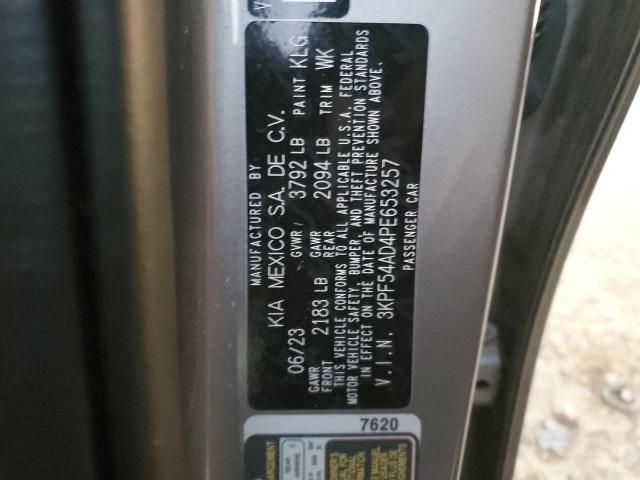 MANUFACTURED BY
KIA MEXICO S.A. DE C.V.
06/23 GVWR/ 3792 LB PAINT KLG
GAWR FRONT 2183 LB GAWR REAR 2094 LB TRIM WK
THIS VEHICLE CONFORMS TO ALL APPLICABLE U.S.A. FEDERAL
MOTOR VEHICLE SAFETY, BUMPER, AND THEFT PREVENTION STANDARDS
IN EFFECT ON THE DATE OF MANUFACTURE SHOWN ABOVE.
V.I.N. 3KPF54AD4PE653257
PASSENGER CAR
7620